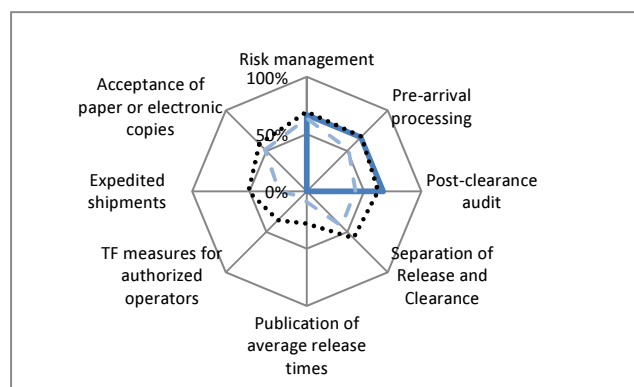 Risk management
100%
Acceptance of
paper or electronic
copies
Pre-arrival
processing
50%
Expedited
shipments
0%
Post-clearance
audit
TF measures for
authorized
operators
Separation of
Release and
Clearance
Publication of
average release
times